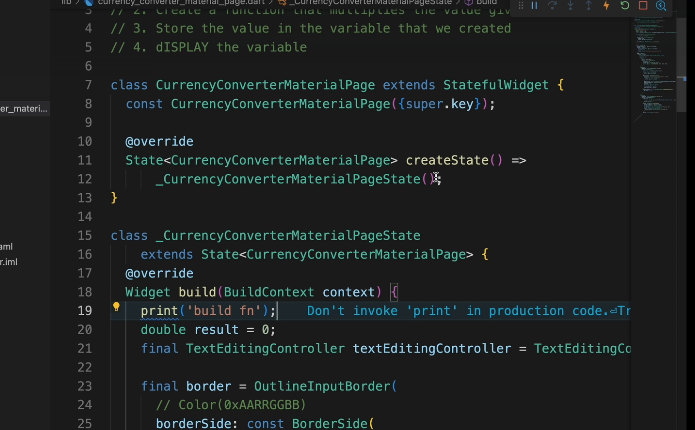 lib > currency_converter_material_page.dart > _CurrencyConverterMaterialPageState > build
3 // 2. Create a function that multiplies the value giv
4 // 3. Store the value in the variable that we created
5 // 4. dISPLAY the variable
6
7 class CurrencyConverterMaterialPage extends StatefulWidget {
8 const CurrencyConverterMaterialPage({super.key});
er_materi...
9
10 @override
11 State<CurrencyConverterMaterialPage> createState() =>
12 _CurrencyConverterMaterialPageState();
13 }
14
15 class _CurrencyConverterMaterialPageState
aml
16 extends State<CurrencyConverterMaterialPage> {
r.iml
17 @override
18 Widget build(BuildContext context) {
19 print('build fn'); Don't invoke 'print' in production code.⏎Tr
20 double result = 0;
21 final TextEditingController textEditingController = TextEditingCo
22
23 final border = OutlineInputBorder(
24 // Color(0xAARRGGBB)
25 borderSide: const BorderSide(